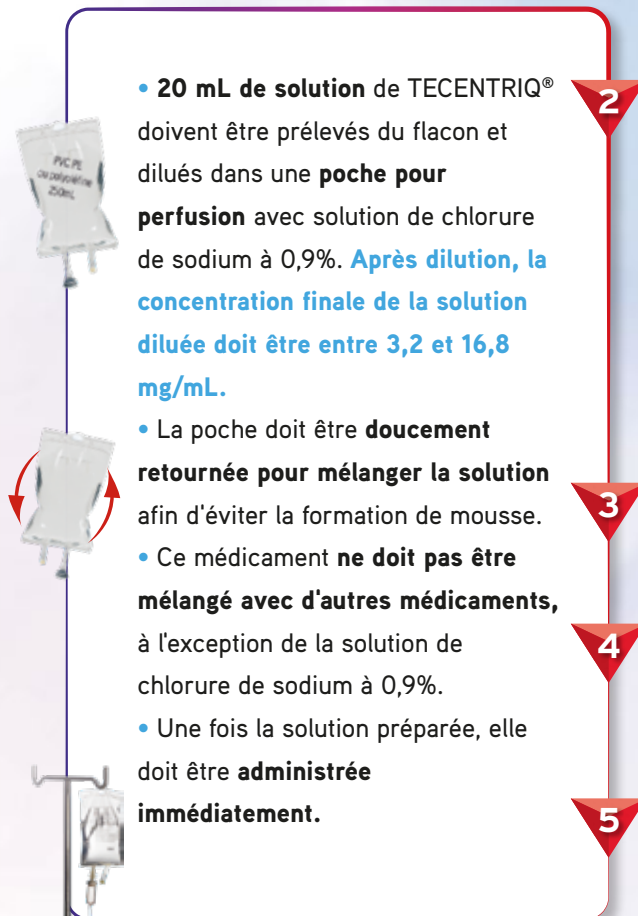 • 20 mL de solution de TECENTRIQ®
doivent être prélevés du flacon et
dilués dans une poche pour
perfusion avec solution de chlorure
de sodium à 0,9%. Après dilution, la
concentration finale de la solution
diluée doit être entre 3,2 et 16,8
mg/mL.
• La poche doit être doucement
retournée pour mélanger la solution
afin d'éviter la formation de mousse.
• Ce médicament ne doit pas être
mélangé avec d'autres médicaments,
à l'exception de la solution de
chlorure de sodium à 0,9%.
• Une fois la solution préparée, elle
doit être administrée
immédiatement.
PVC PE
ou polyoléfine
250mL
2
3
4
5